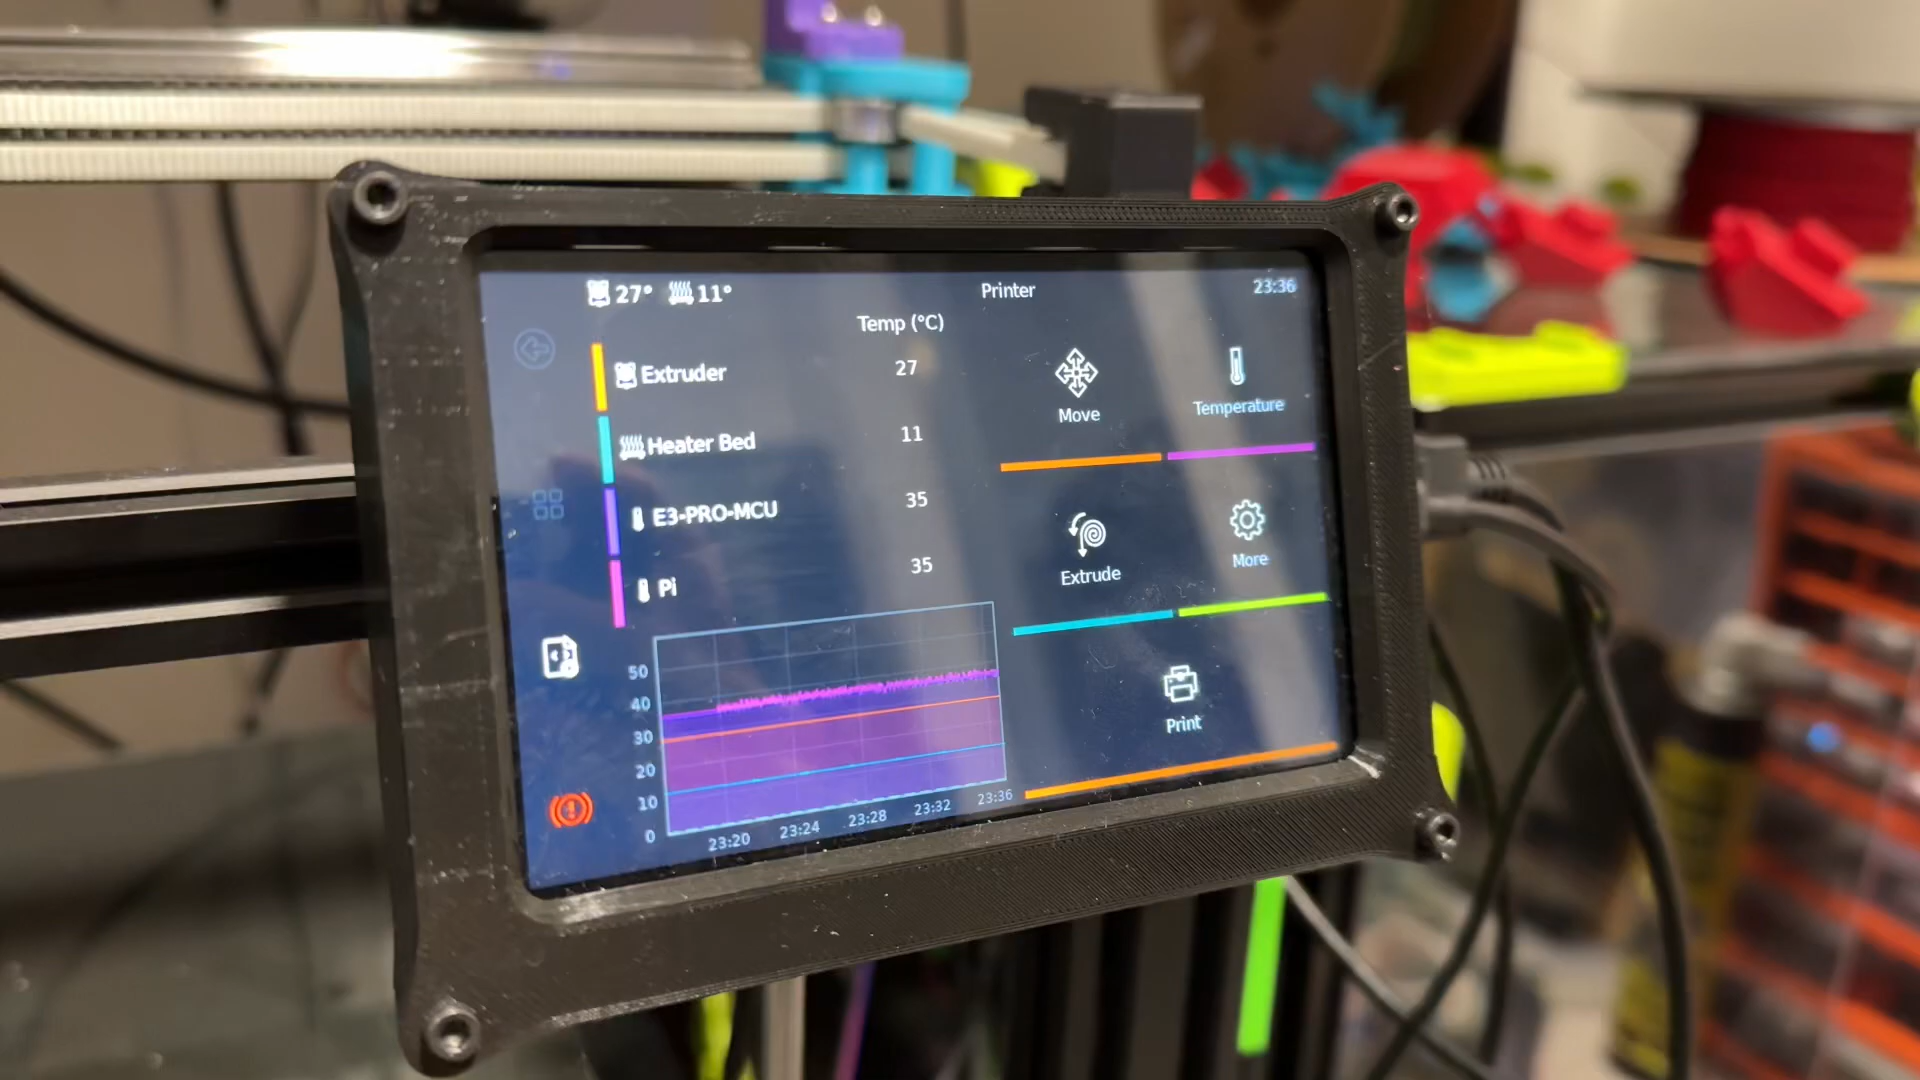 27° 11° Printer 23:36
Temp (°C)
Extruder 27
Heater Bed 11
E3-PRO-MCU 35
Pi 35
50
40
30
20
10
0
23:20 23:24 23:28 23:32 23:36
Move Temperature
Extrude More
Print